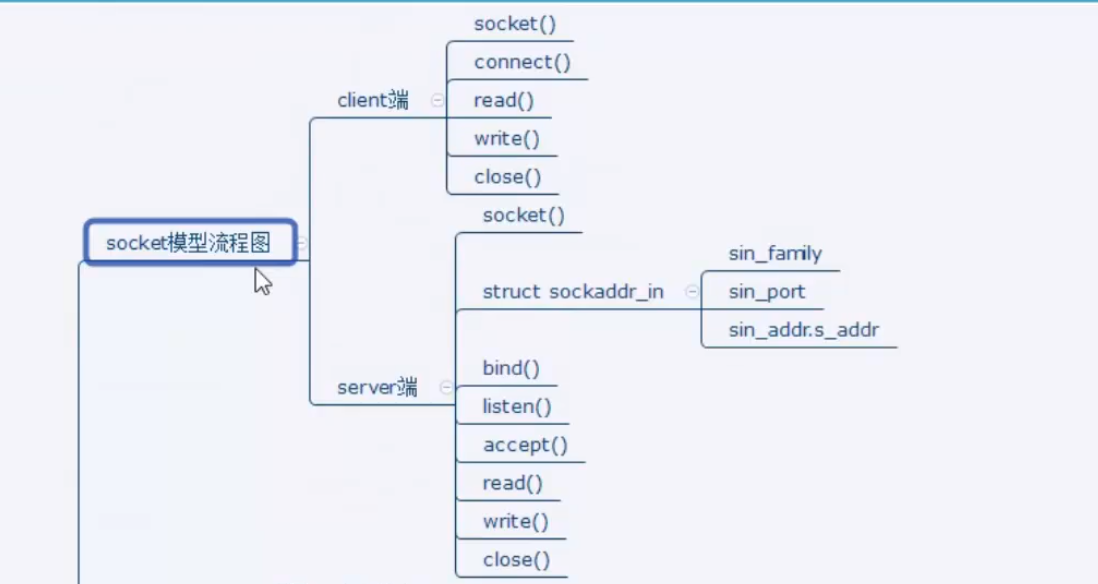 socket模型流程图
client端
socket()
connect()
read()
write()
close()
server端
socket()
struct sockaddr_in
sin_family
sin_port
sin_addr.s_addr
bind()
listen()
accept()
read()
write()
close()